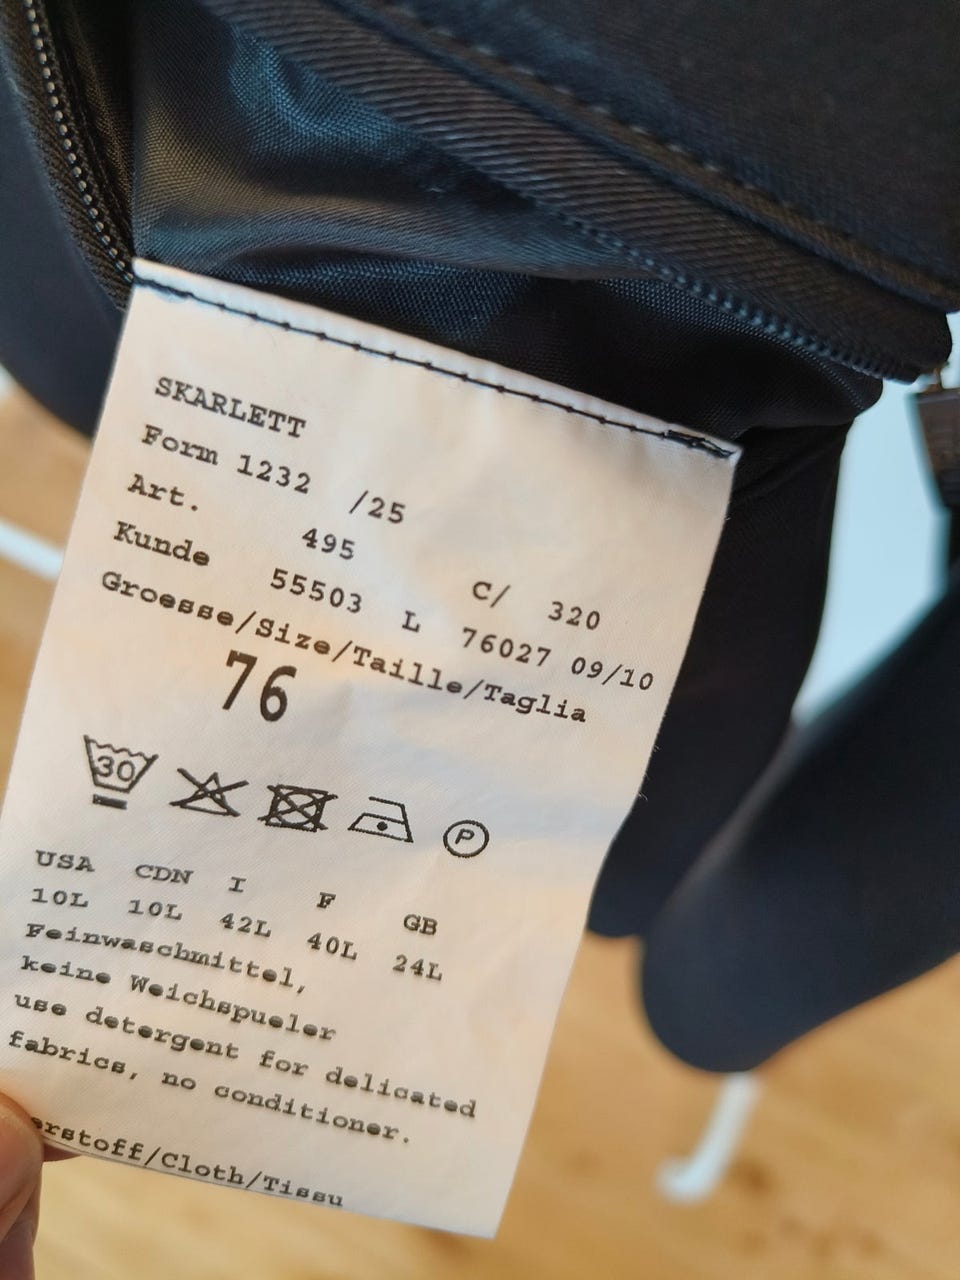 SKARLETT
Form 1232 /25
Art. 495 C/ 320
Kunde 55503 L 76027 09/10
Groesse/Size/Taille/Taglia
76
30 P
USA CDN I F GB
10L 10L 42L 40L 24L
Feinwaschmittel,
keine Weichspueler
use detergent for delicated
fabrics, no conditioner.
erstoff/Cloth/Tissu